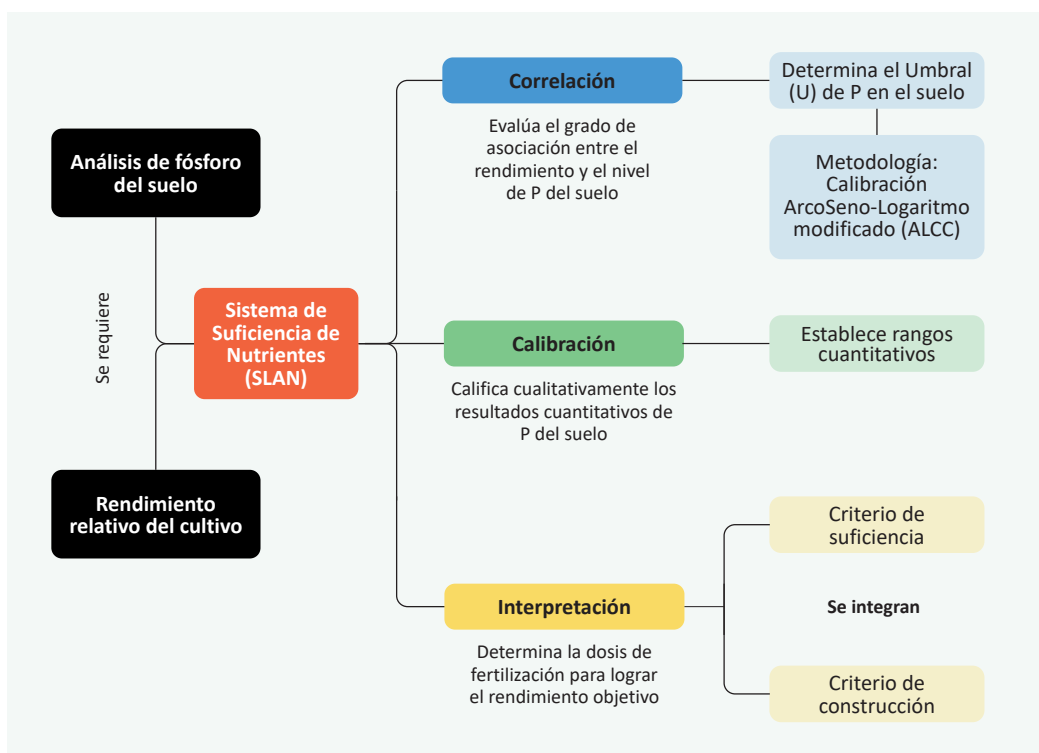 Análisis de fósforo
del suelo
Se requiere
Rendimiento
relativo del cultivo
Sistema de
Suficiencia de
Nutrientes
(SLAN)
Correlación
Evalúa el grado de
asociación entre el
rendimiento y el nivel
de P del suelo
Determina el Umbral
(U) de P en el suelo
Metodología:
Calibración
ArcoSeno-Logaritmo
modificado (ALCC)
Calibración
Califica cualitativamente los
resultados cuantitativos de
P del suelo
Establece rangos
cuantitativos
Interpretación
Determina la dosis de
fertilización para lograr
el rendimiento objetivo
Criterio de
suficiencia
Se integran
Criterio de
construcción